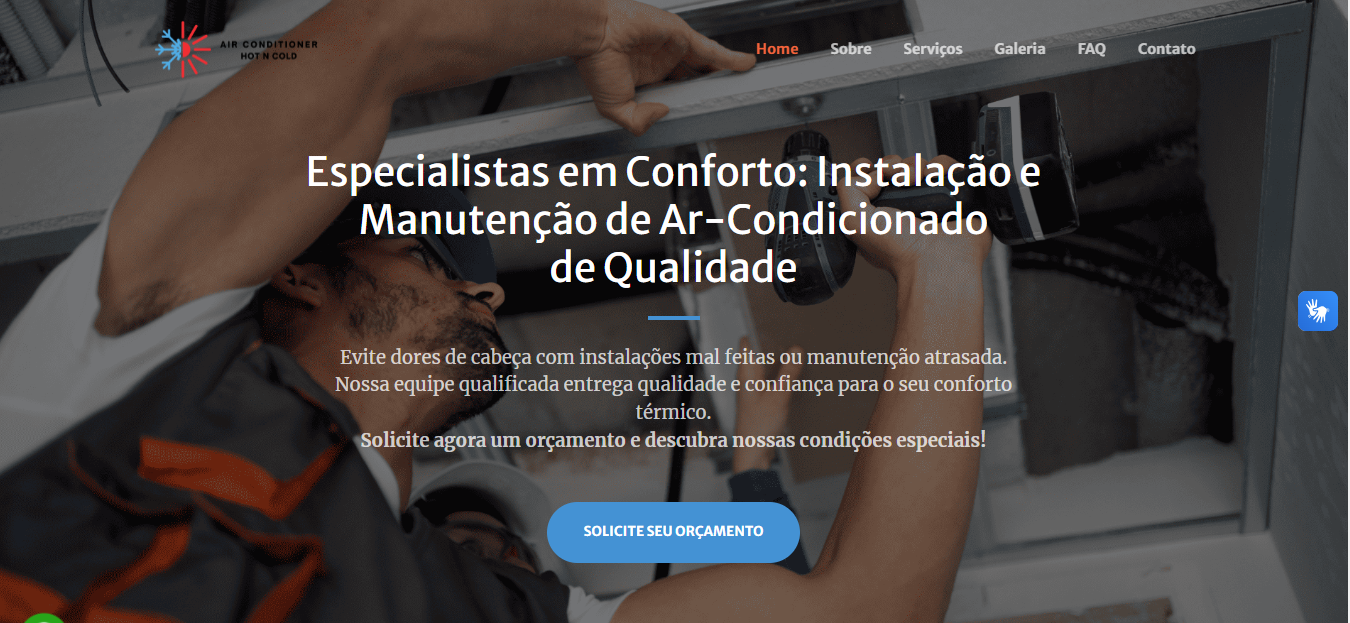 AIR CONDITIONER
HOT N COLD
Home Sobre Serviços Galeria FAQ Contato
Especialistas em Conforto: Instalação e
Manutenção de Ar-Condicionado
de Qualidade
Evite dores de cabeça com instalações mal feitas ou manutenção atrasada.
Nossa equipe qualificada entrega qualidade e confiança para o seu conforto
térmico.
Solicite agora um orçamento e descubra nossas condições especiais!
SOLICITE SEU ORÇAMENTO